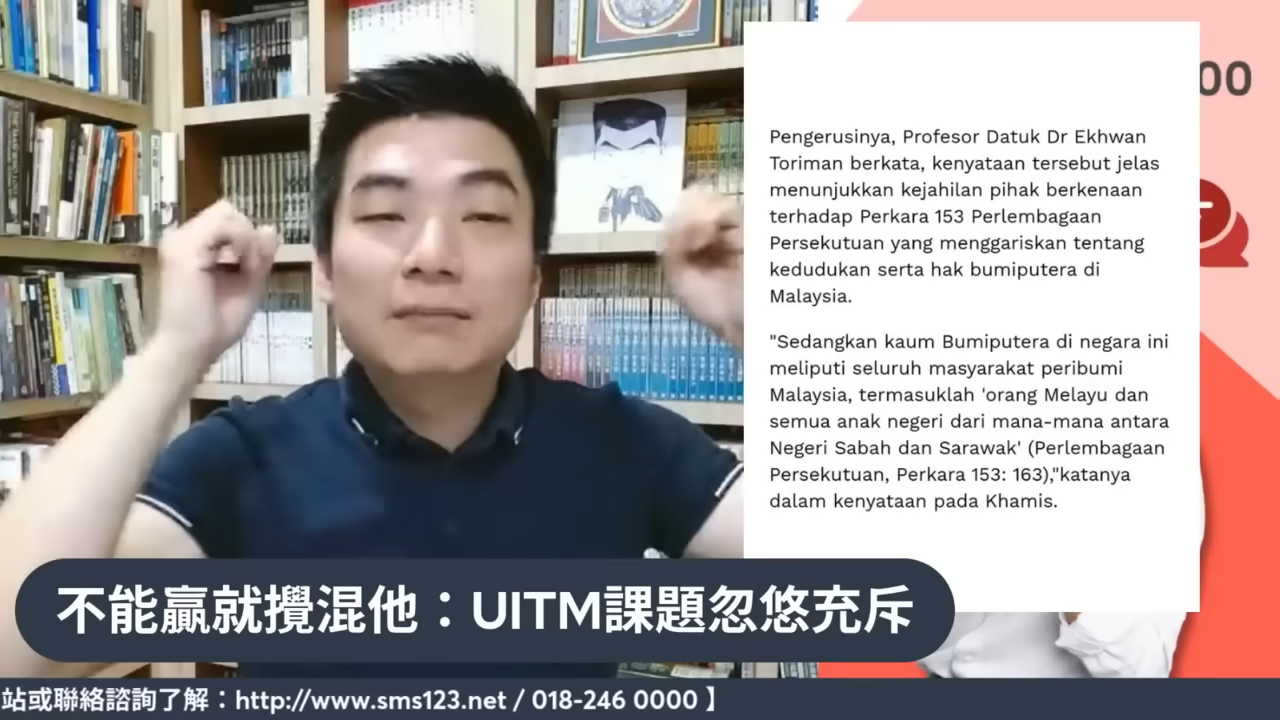 00
Pengerusinya, Profesor Datuk Dr Ekhwan
Toriman berkata, kenyataan tersebut jelas
menunjukkan kejahilan pihak berkenaan
terhadap Perkara 153 Perlembagaan
Persekutuan yang menggariskan tentang
kedudukan serta hak bumiputera di
Malaysia.
"Sedangkan kaum Bumiputera di negara ini
meliputi seluruh masyarakat peribumi
Malaysia, termasuklah 'orang Melayu dan
semua anak negeri dari mana-mana antara
Negeri Sabah dan Sarawak' (Perlembagaan
Persekutuan, Perkara 153: 163),"katanya
dalam kenyataan pada Khamis.
不能贏就攪混他：UITM課題忽悠充斥
站或聯絡諮詢了解：http://www.sms123.net / 018-246 0000 】